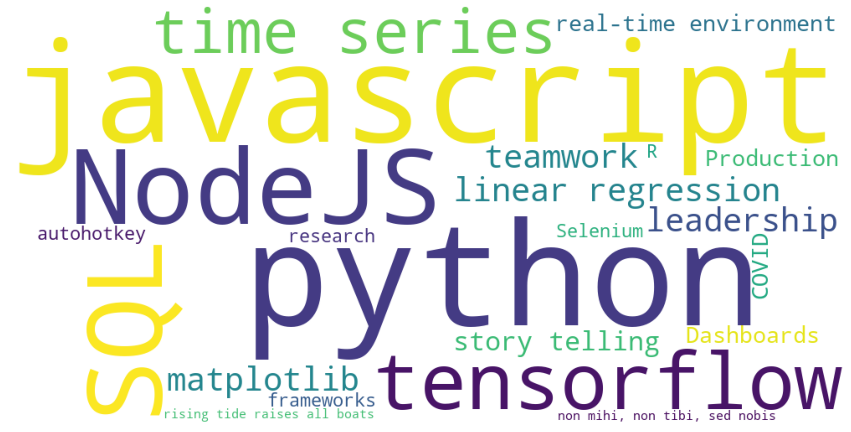 time series
real-time environment
javascript
NodeJS
teamwork
R
Production
linear regression
leadership
autohotkey
research
Selenium
COVID
SQL
python
story telling
Dashboards
matplotlib
tensorflow
frameworks
rising tide raises all boats
non mihi, non tibi, sed nobis